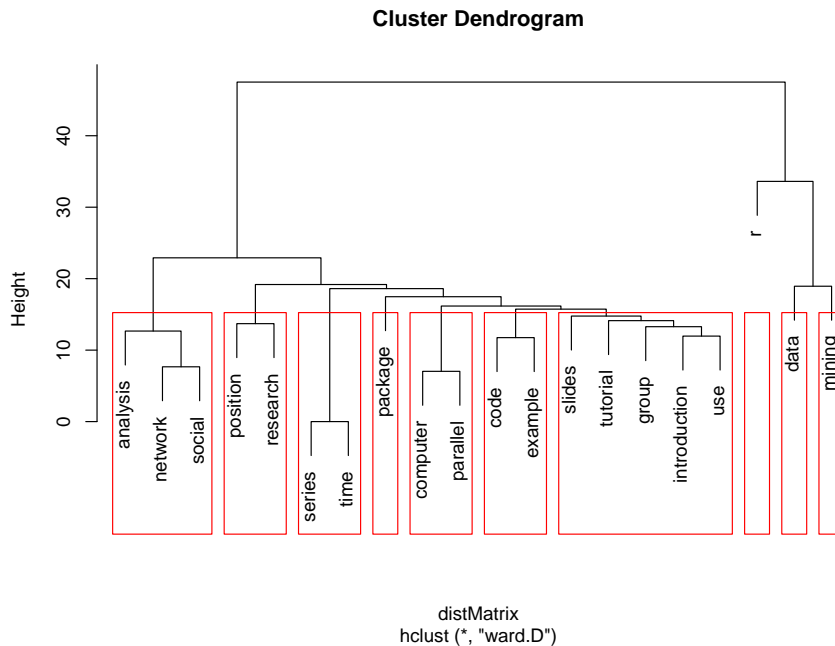 Cluster Dendrogram
Height
0
10
20
30
40
analysis
network
social
position
research
series
time
package
computer
parallel
code
example
slides
tutorial
group
introduction
use
r
data
mining
distMatrix
hclust (*, "ward.D")